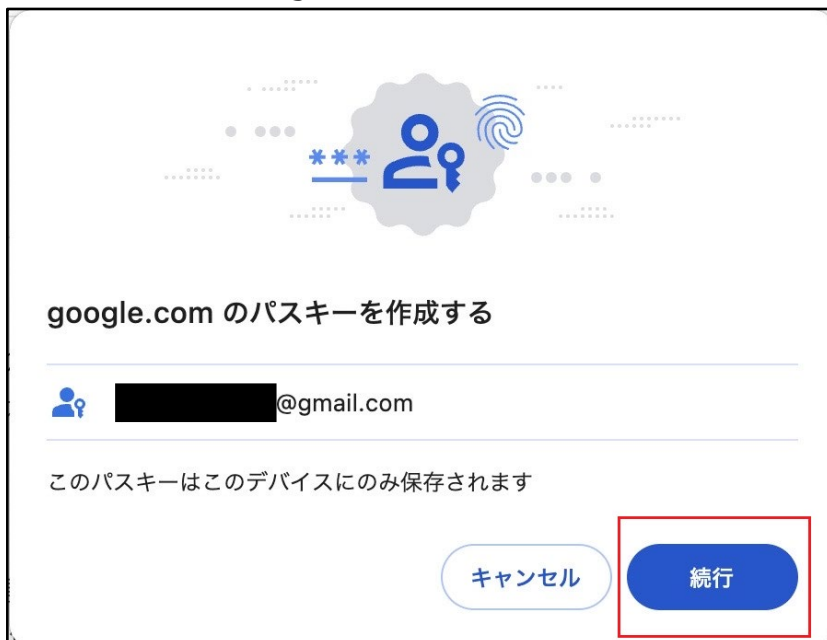 ***
google.com のパスキーを作成する
@gmail.com
このパスキーはこのデバイスにのみ保存されます
キャンセル
続行